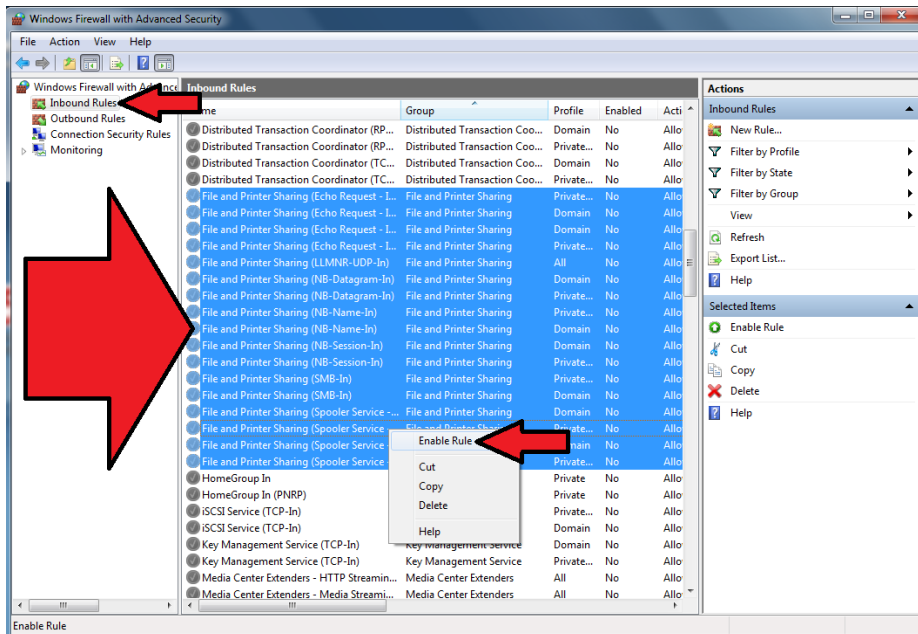 Windows Firewall with Advanced Security
File Action View Help
Windows Firewall with Advance
Inbound Rules
Outbound Rules
Connection Security Rules
Monitoring
Inbound Rules
me Group Profile Enabled Acti
Distributed Transaction Coordinator (RP... Distributed Transaction Coo... Domain No Allo
Distributed Transaction Coordinator (RP... Distributed Transaction Coo... Private... No Allo
Distributed Transaction Coordinator (TC... Distributed Transaction Coo... Domain No Allo
Distributed Transaction Coordinator (TC... Distributed Transaction Coo... Private... No Allo
File and Printer Sharing (Echo Request - I... File and Printer Sharing Private... No Allo
File and Printer Sharing (Echo Request - I... File and Printer Sharing Domain No Allo
File and Printer Sharing (Echo Request - I... File and Printer Sharing Domain No Allo
File and Printer Sharing (Echo Request - I... File and Printer Sharing Private... No Allo
File and Printer Sharing (LLMNR-UDP-In) File and Printer Sharing All No Allo
File and Printer Sharing (NB-Datagram-In) File and Printer Sharing Domain No Allo
File and Printer Sharing (NB-Datagram-In) File and Printer Sharing Private... No Allo
File and Printer Sharing (NB-Name-In) File and Printer Sharing Private... No Allo
File and Printer Sharing (NB-Name-In) File and Printer Sharing Domain No Allo
File and Printer Sharing (NB-Session-In) File and Printer Sharing Domain No Allo
File and Printer Sharing (NB-Session-In) File and Printer Sharing Private... No Allo
File and Printer Sharing (SMB-In) File and Printer Sharing Private... No Allo
File and Printer Sharing (SMB-In) File and Printer Sharing Domain No Allo
File and Printer Sharing (Spooler Service -... File and Printer Sharing Domain No Allo
File and Printer Sharing (Spooler Service - File and Printer Sharing Private... No Allo
File and Printer Sharing (Spooler Service - main No Allo
File and Printer Sharing (Spooler Service - Private... No Allo
HomeGroup In Private No Allo
HomeGroup In (PNRP) Private No Allo
iSCSI Service (TCP-In) Private... No Allo
iSCSI Service (TCP-In) Domain No Allo
Key Management Service (TCP-In) Key Management Service Domain No Allo
Key Management Service (TCP-In) Key Management Service Private... No Allo
Media Center Extenders - HTTP Streamin... Media Center Extenders All No Allo
Media Center Extenders - Media Streami... Media Center Extenders All No Allo
Enable Rule
Cut
Copy
Delete
Help
Actions
Inbound Rules
New Rule...
Filter by Profile
Filter by State
Filter by Group
View
Refresh
Export List...
Help
Selected Items
Enable Rule
Cut
Copy
Delete
Help
Enable Rule